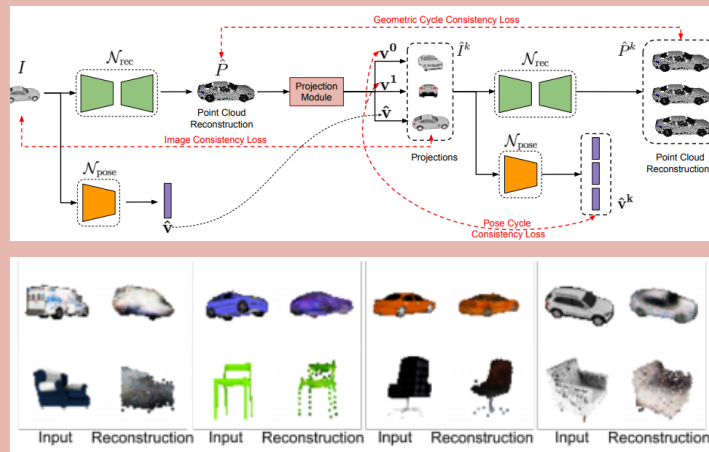 Geometric Cycle Consistency Loss
I
N_rec
P̂
v⁰
Î^k
N_rec
P̂^k
v¹
Projection
Module
v̂
Point Cloud
Reconstruction
Image Consistency Loss
Projections
Point Cloud
Reconstruction
N_pose
N_pose
v̂
v̂^k
Pose Cycle
Consistency Loss
Input Reconstruction Input Reconstruction Input Reconstruction Input Reconstruction